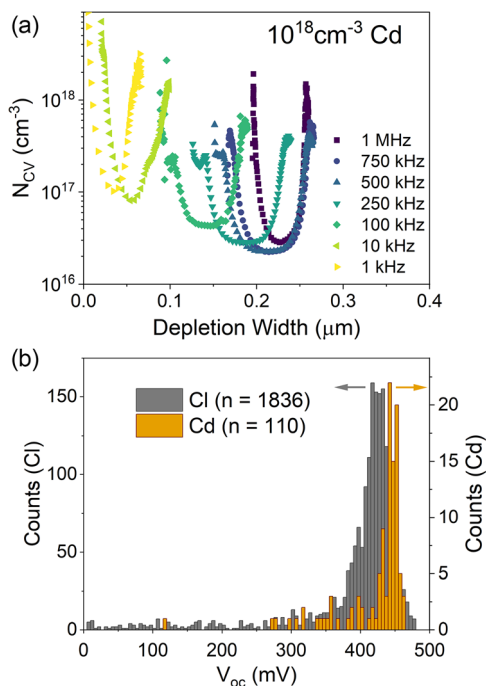 (a)
10¹⁸cm⁻³ Cd
N_CV (cm⁻³)
10¹⁸
10¹⁷
10¹⁶
1 MHz
750 kHz
500 kHz
250 kHz
100 kHz
10 kHz
1 kHz
0.0 0.1 0.2 0.3 0.4
Depletion Width (μm)
(b)
Counts (Cl)
150
100
50
0
Cl (n = 1836)
Cd (n = 110)
20
15
10
5
0
Counts (Cd)
0 100 200 300 400 500
V_oc (mV)